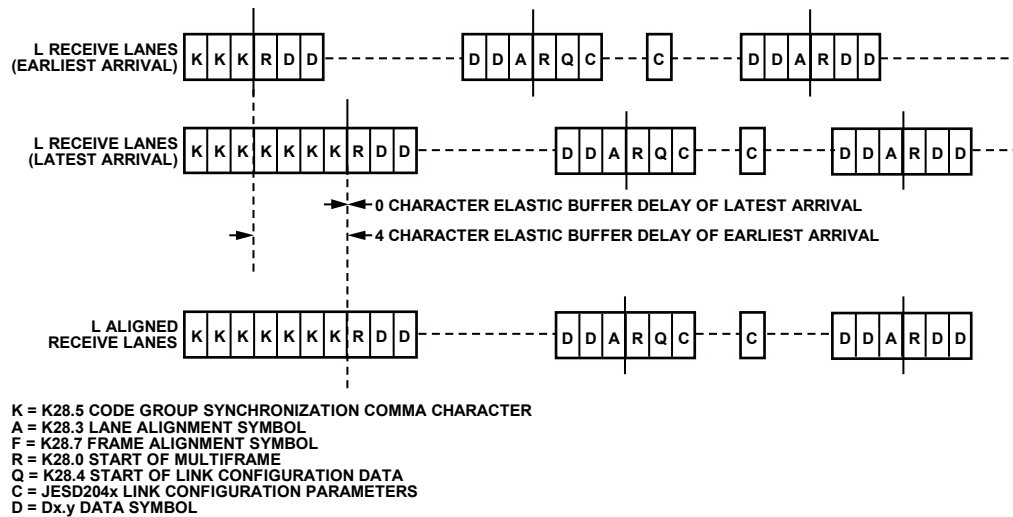 L RECEIVE LANES
(EARLIEST ARRIVAL)
K K K R D D
D D A R Q C
C
D D A R D D
L RECEIVE LANES
(LATEST ARRIVAL)
K K K K K K K R D D
D D A R Q C
C
D D A R D D
0 CHARACTER ELASTIC BUFFER DELAY OF LATEST ARRIVAL
4 CHARACTER ELASTIC BUFFER DELAY OF EARLIEST ARRIVAL
L ALIGNED
RECEIVE LANES
K K K K K K K R D D
D D A R Q C
C
D D A R D D
K = K28.5 CODE GROUP SYNCHRONIZATION COMMA CHARACTER
A = K28.3 LANE ALIGNMENT SYMBOL
F = K28.7 FRAME ALIGNMENT SYMBOL
R = K28.0 START OF MULTIFRAME
Q = K28.4 START OF LINK CONFIGURATION DATA
C = JESD204x LINK CONFIGURATION PARAMETERS
D = Dx.y DATA SYMBOL